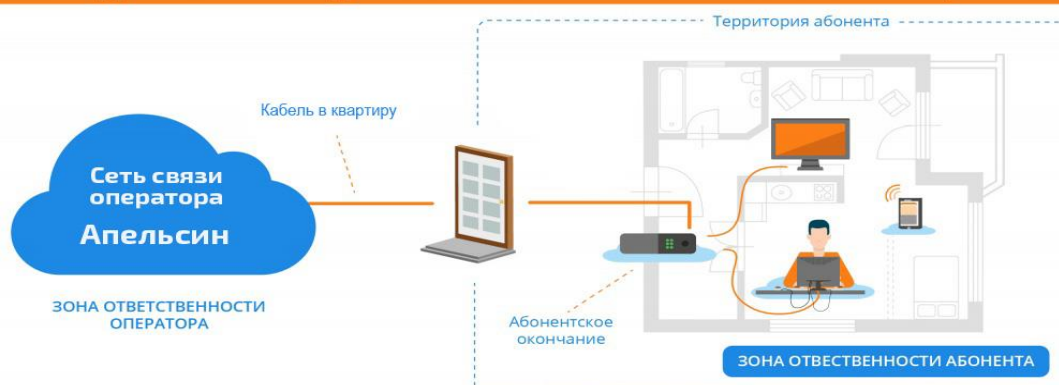 Территория абонента
Кабель в квартиру
Сеть связи
оператора
Апельсин
ЗОНА ОТВЕТСТВЕННОСТИ
ОПЕРАТОРА
Абонентское
окончание
ЗОНА ОТВЕСТВЕННОСТИ АБОНЕНТА